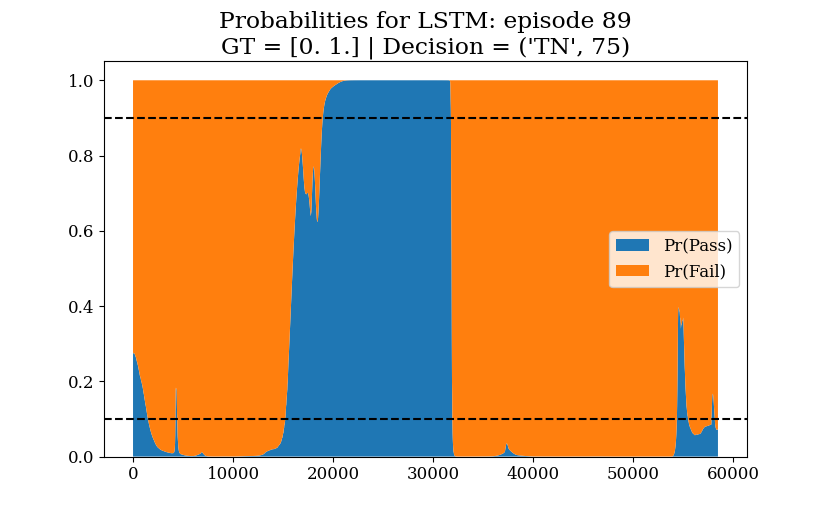 Probabilities for LSTM: episode 89
GT = [0. 1.] | Decision = ('TN', 75)
1.0
0.8
0.6
0.4
0.2
0.0
Pr(Pass)
Pr(Fail)
0 10000 20000 30000 40000 50000 60000